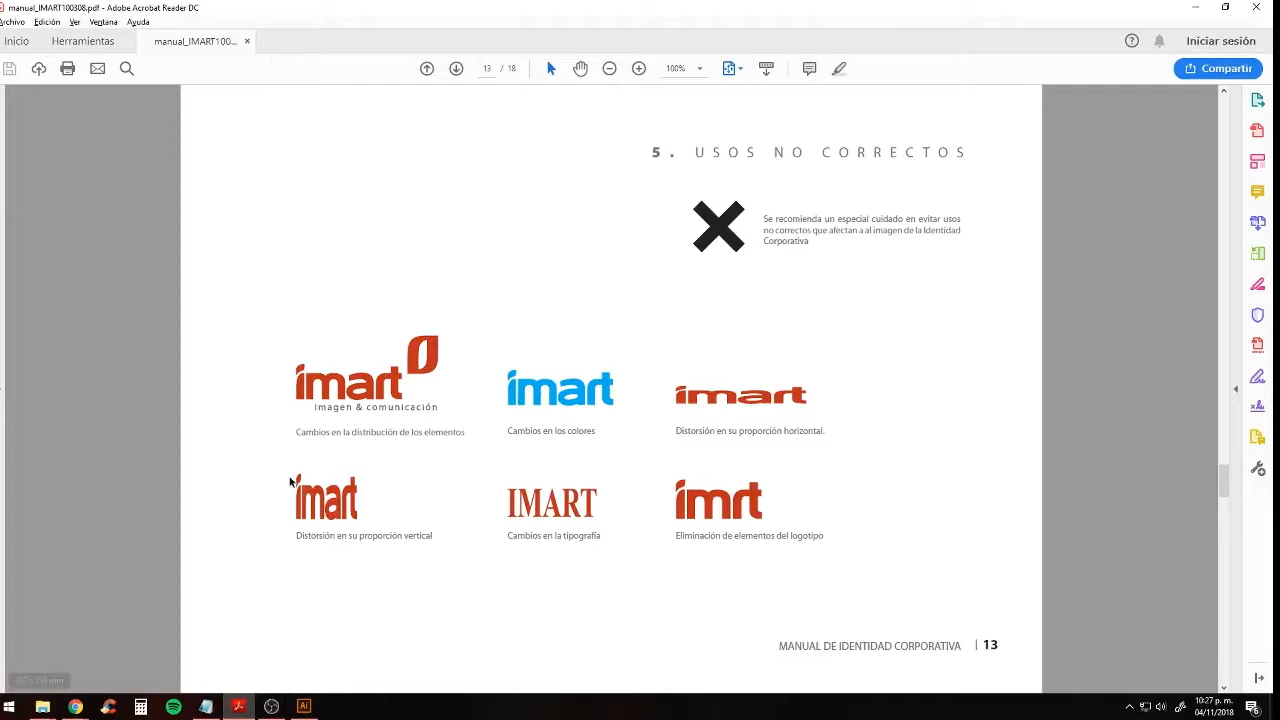 manual_IMART100308.pdf - Adobe Acrobat Reader DC
Archivo Edición Ver Ventana Ayuda
Inicio Herramientas manual_IMART100... ×
Iniciar sesión
13 / 18 100% Compartir
5. USOS NO CORRECTOS
Se recomienda un especial cuidado en evitar usos
no correctos que afectan a al imagen de la Identidad
Corporativa
imart
imagen & comunicación
Cambios en la distribución de los elementos
imart
Cambios en los colores
imart
Distorsión en su proporción horizontal.
imart
Distorsión en su proporción vertical
IMART
Cambios en la tipografía
imrt
Eliminación de elementos del logotipo
MANUAL DE IDENTIDAD CORPORATIVA | 13
Ai
10:27 p. m.
04/11/2018
6